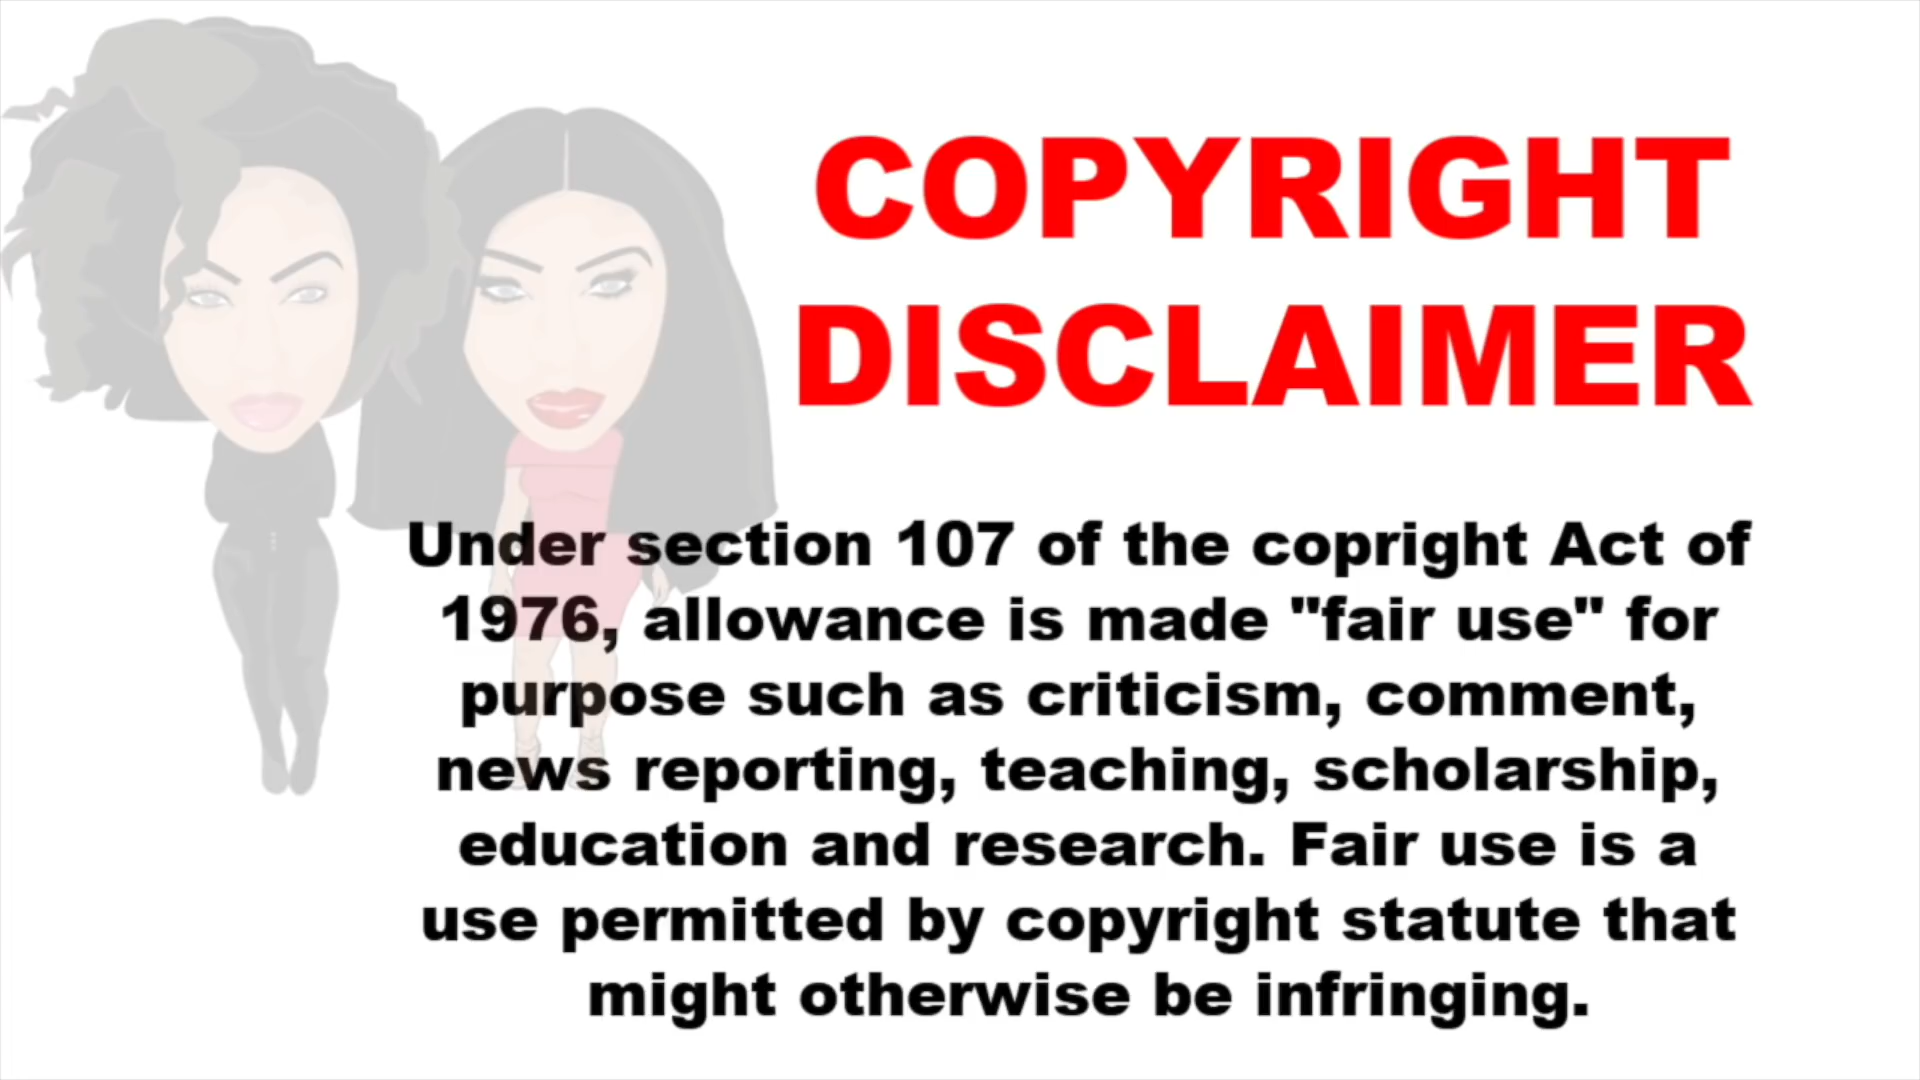 COPYRIGHT
DISCLAIMER
Under section 107 of the copright Act of
1976, allowance is made "fair use" for
purpose such as criticism, comment,
news reporting, teaching, scholarship,
education and research. Fair use is a
use permitted by copyright statute that
might otherwise be infringing.